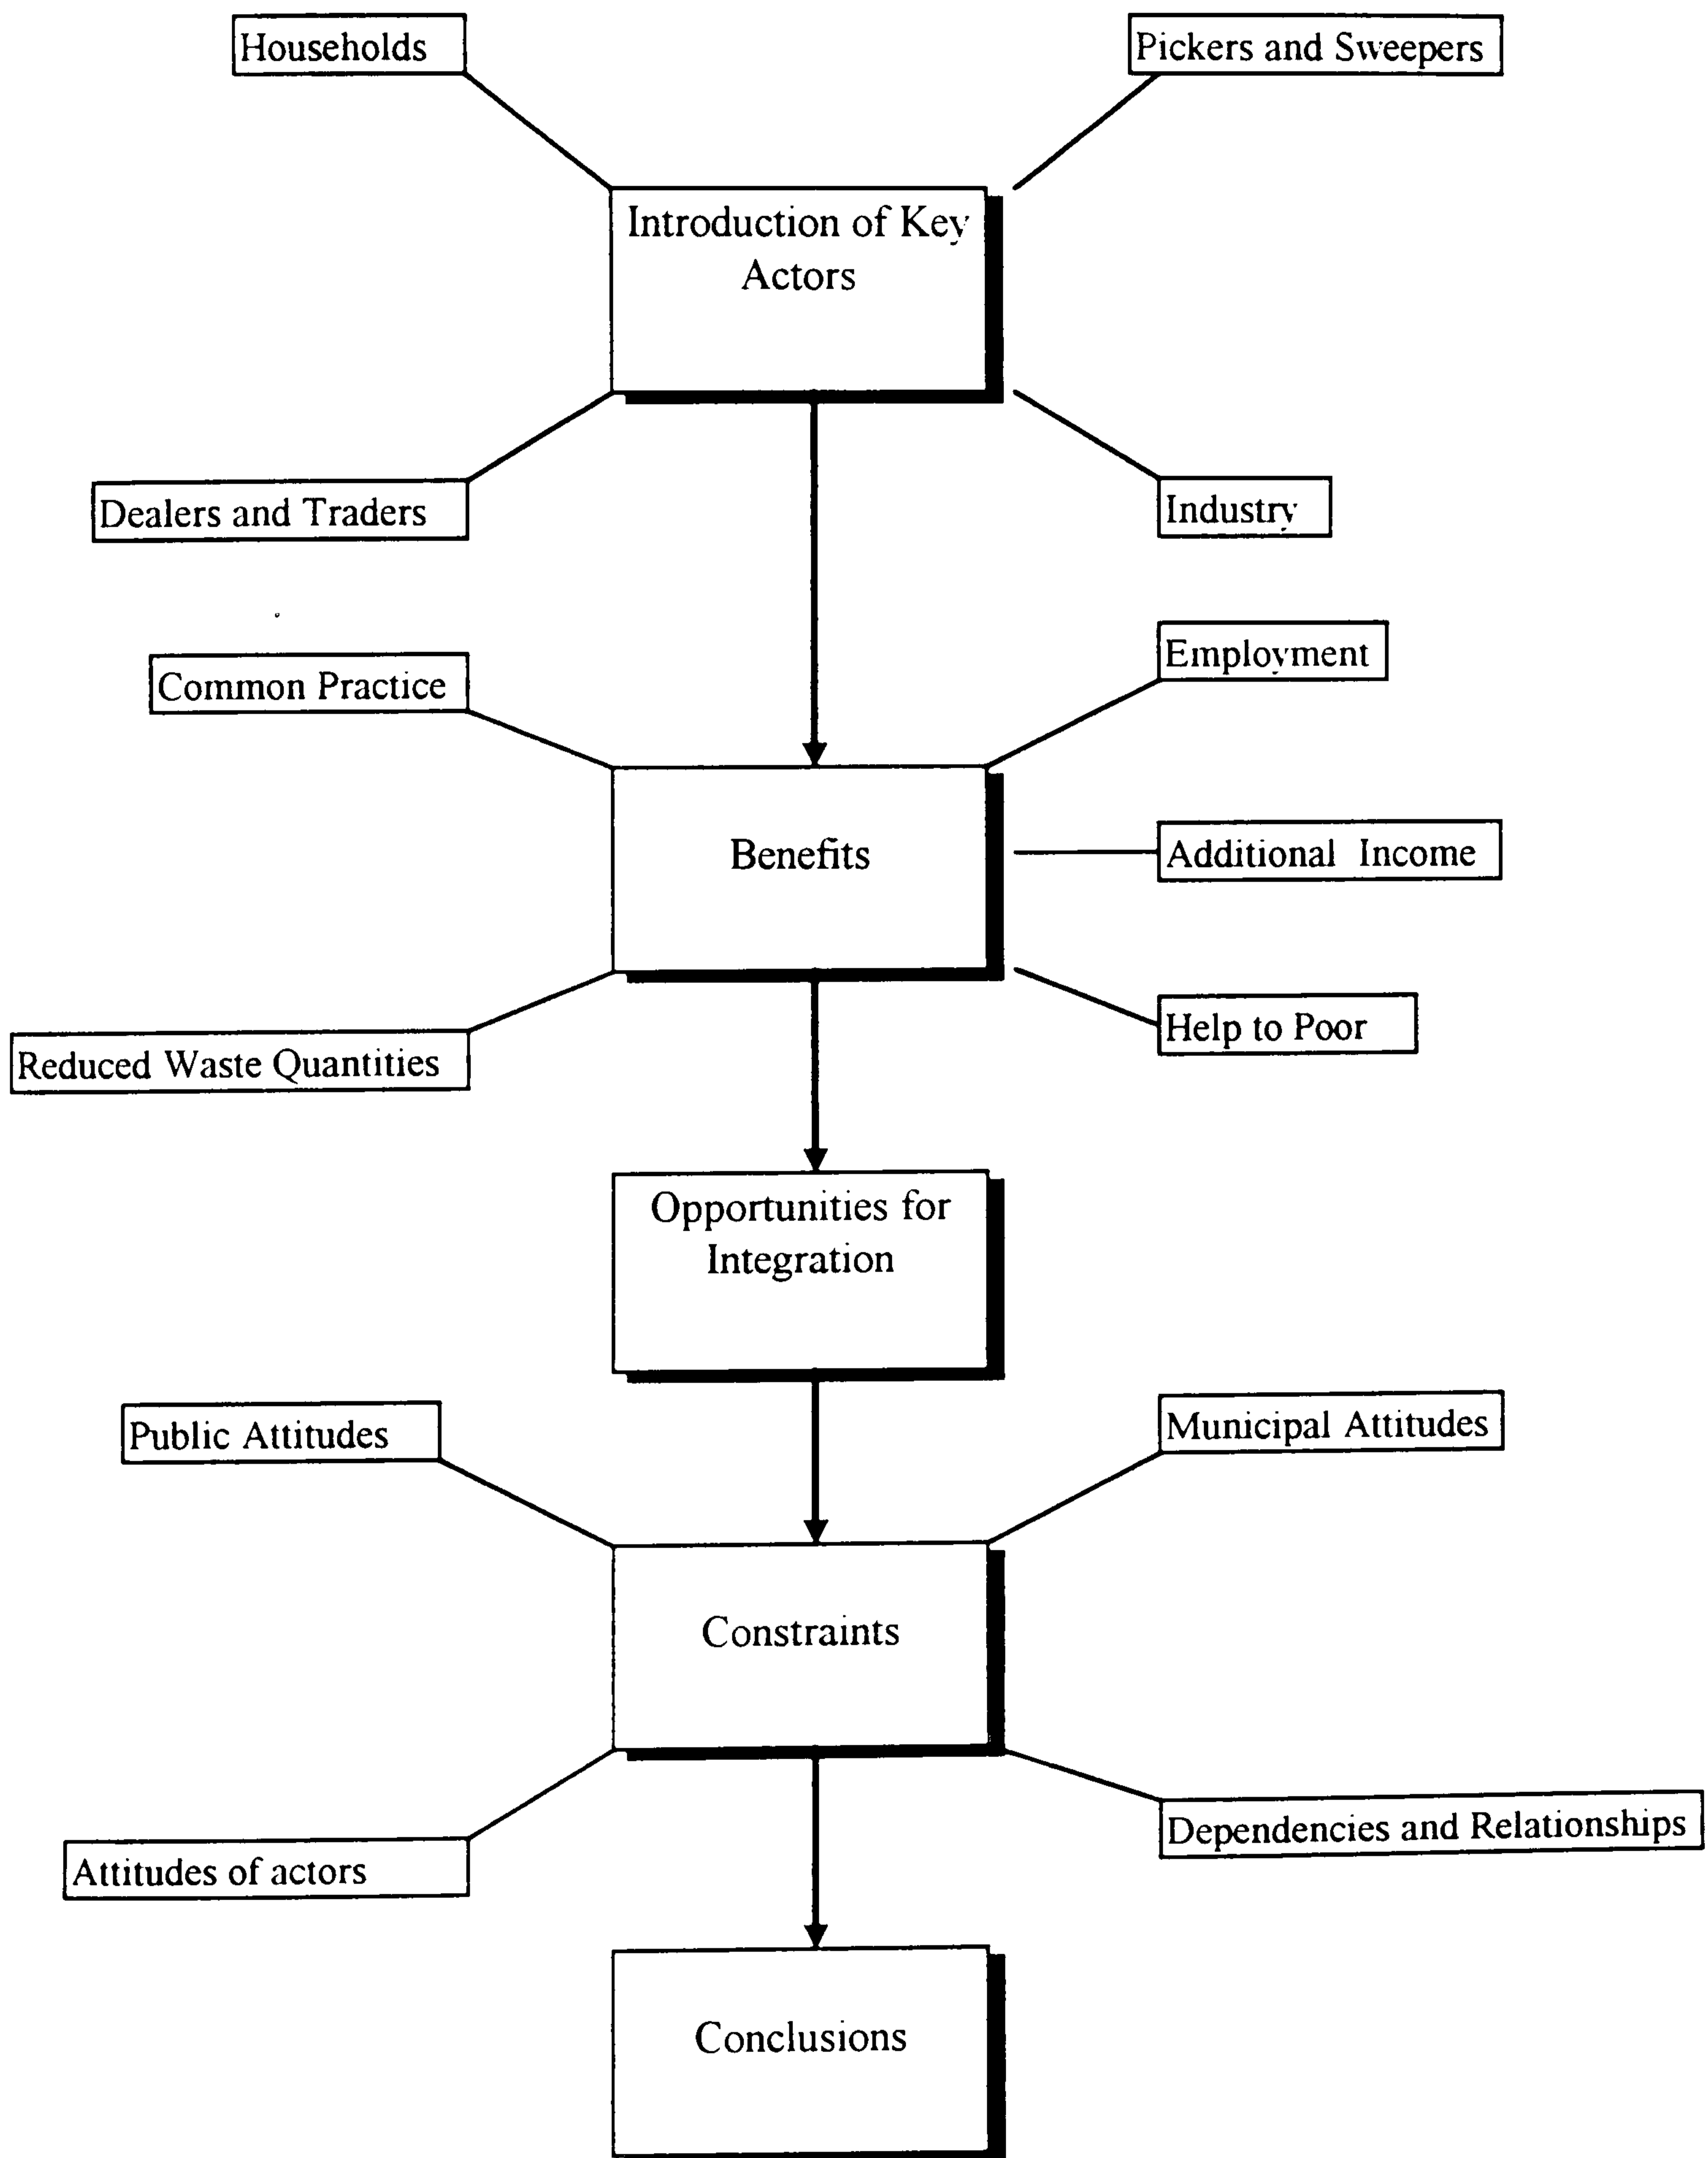 Households
Pickers and Sweepers
Introduction of Key
Actors
Dealers and Traders
Industry
Common Practice
Employment
Benefits
Additional Income
Reduced Waste Quantities
Help to Poor
Opportunities for
Integration
Public Attitudes
Municipal Attitudes
Constraints
Attitudes of actors
Dependencies and Relationships
Conclusions